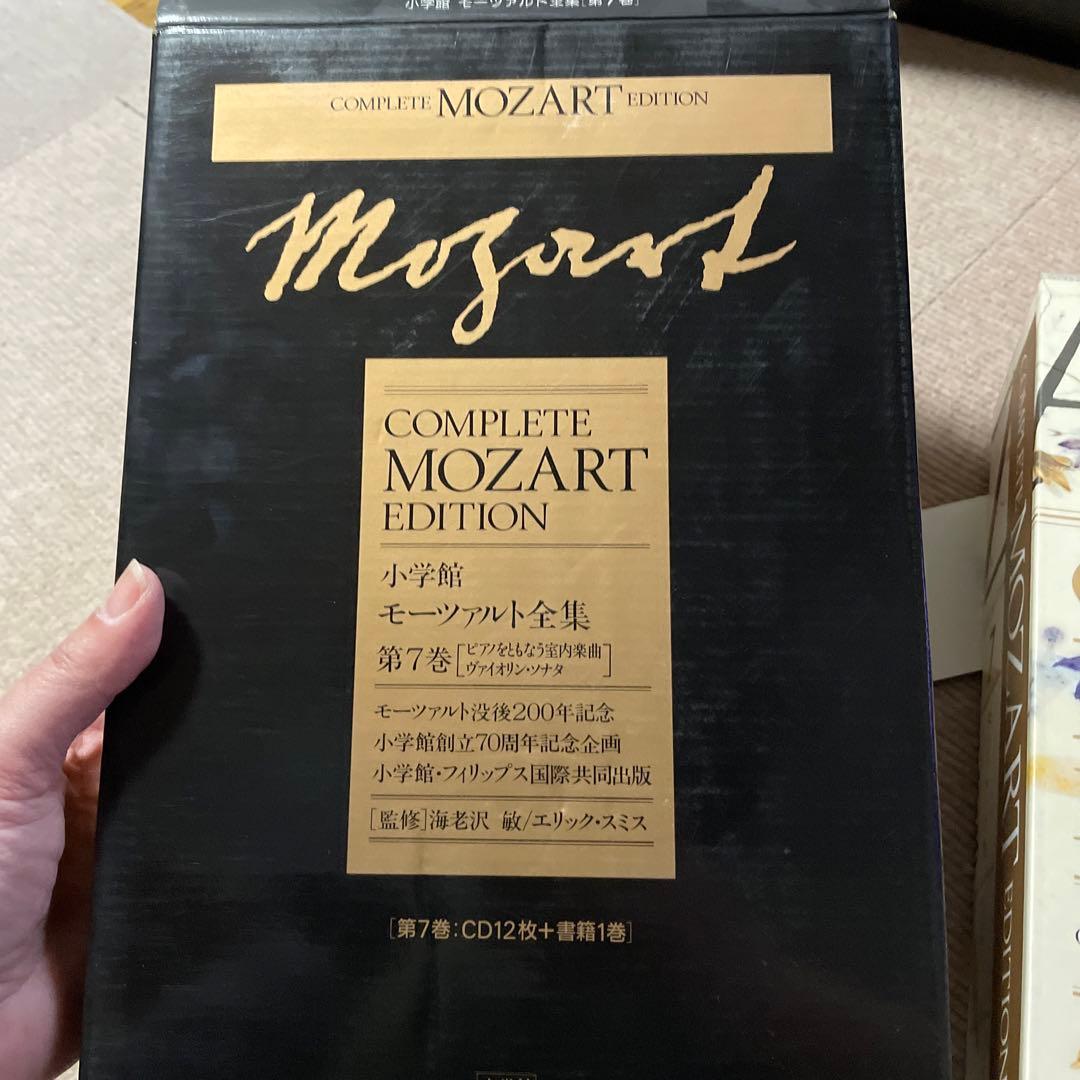 小学館 モーツァルト全集[第7巻]
COMPLETE MOZART EDITION
Mozart
COMPLETE
MOZART
EDITION
小学館
モーツァルト全集
第7巻[ピアノをともなう室内楽曲
ヴァイオリン・ソナタ]
モーツァルト没後200年記念
小学館創立70周年記念企画
小学館・フィリップス国際共同出版
[監修]海老沢 敏/エリック・スミス
[第7巻:CD12枚+書籍1巻]
COMPLETE MOZART EDITION